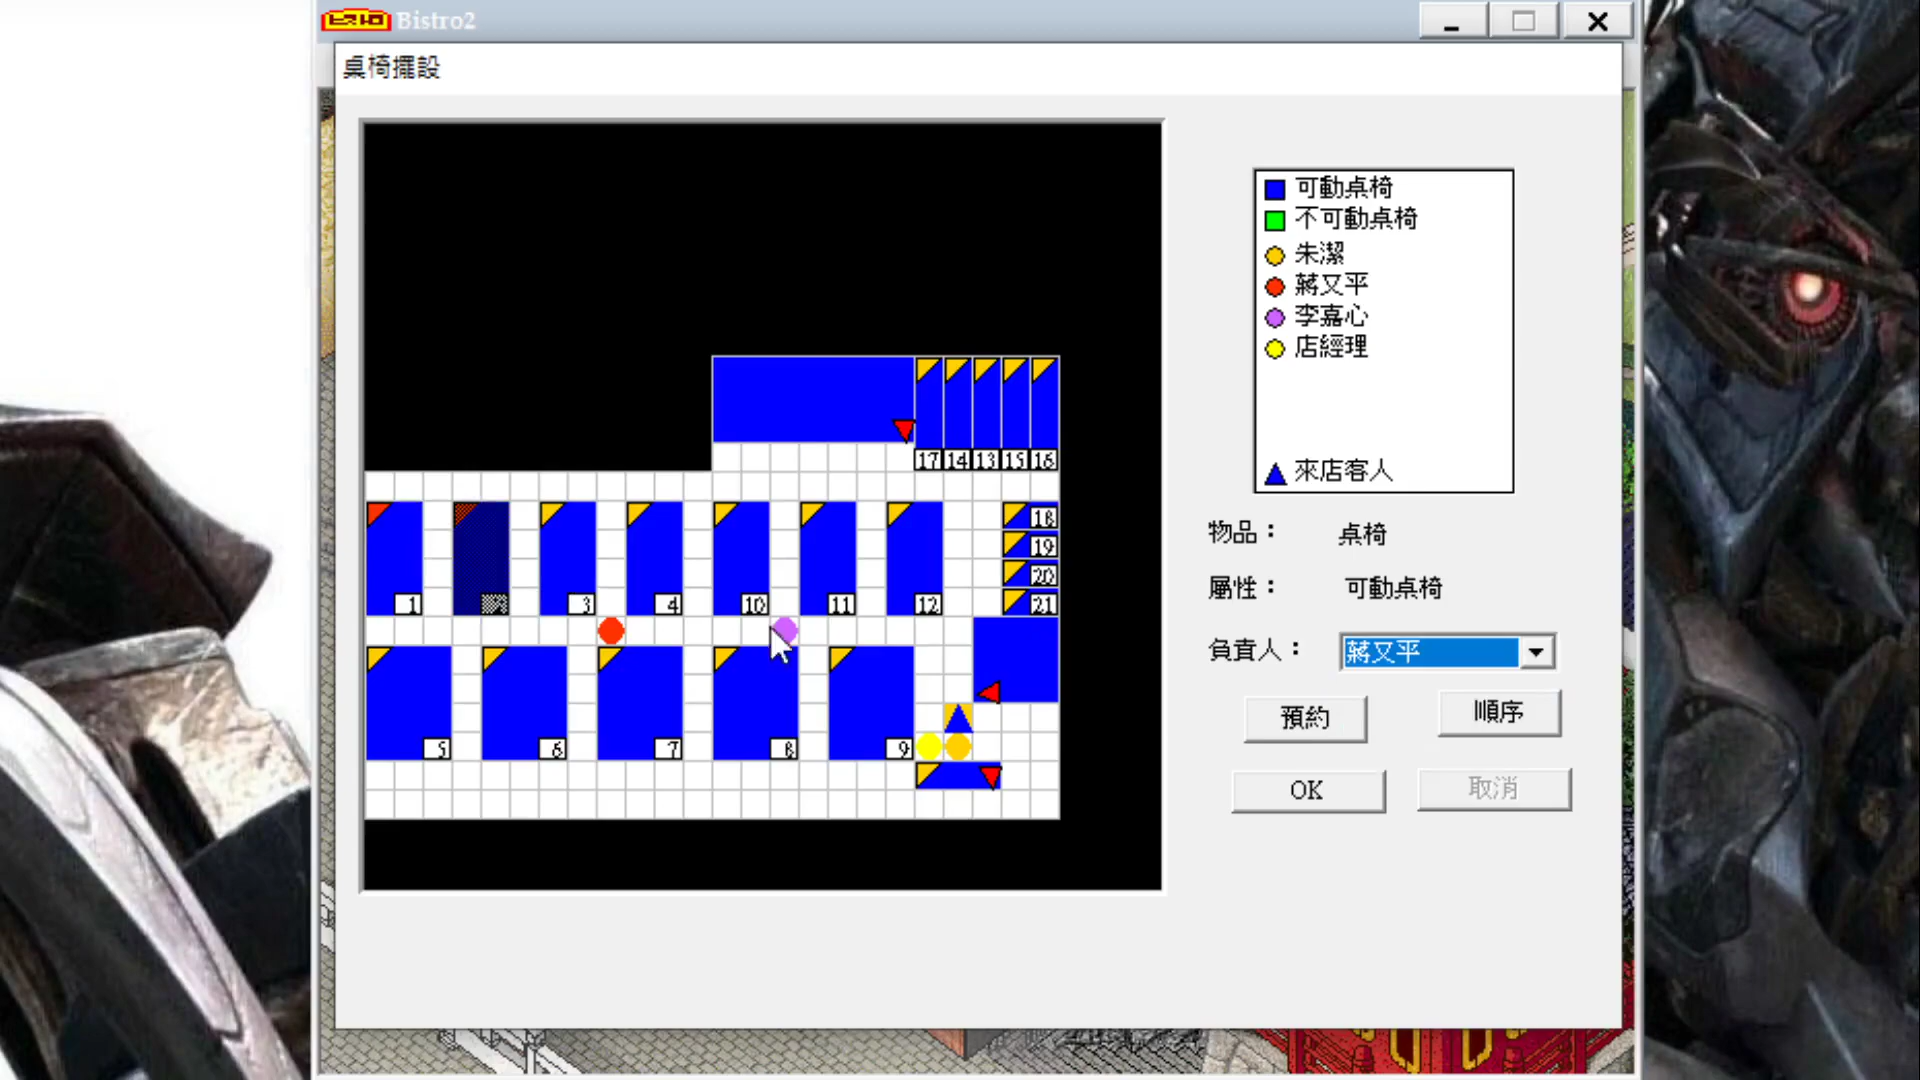 Bistro2
桌椅擺設
可動桌椅
不可動桌椅
朱潔
蔣又平
李嘉心
店經理
來店客人
17 14 13 15 16
18
19
20
21
1 3 4 10 11 12
5 6 7 8 9
物品： 桌椅
屬性： 可動桌椅
負責人： 蔣又平
預約 順序
OK 取消